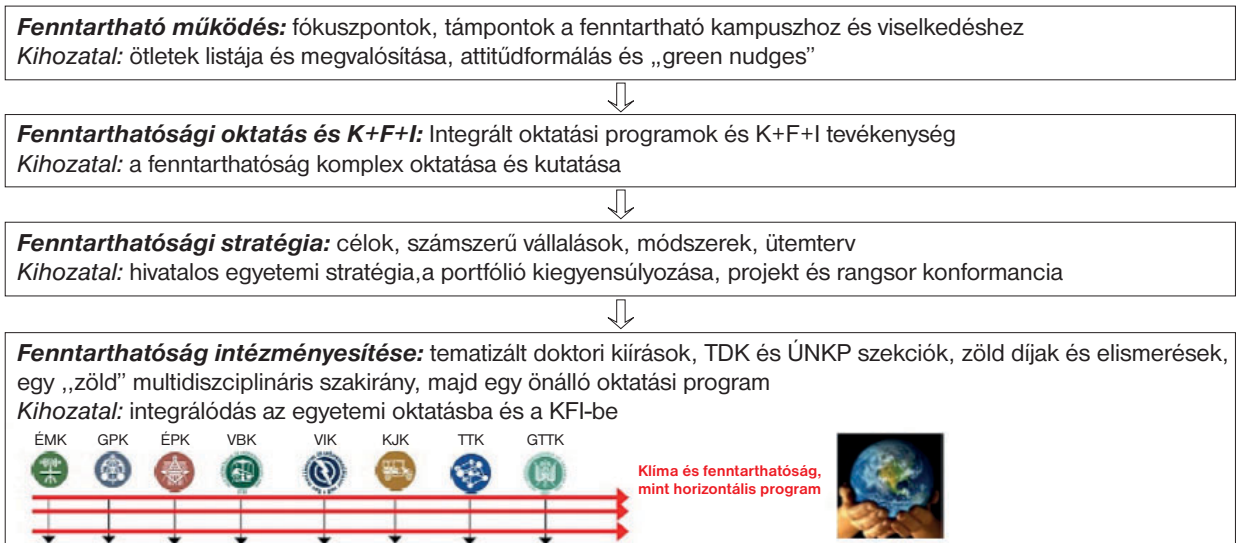 Fenntartható működés: fókuszpontok, támpontok a fenntartható kampuszhoz és viselkedéshez
Kihozatal: ötletek listája és megvalósítása, attitűdformálás és „green nudges”
Fenntarthatósági oktatás és K+F+I: Integrált oktatási programok és K+F+I tevékenység
Kihozatal: a fenntarthatóság komplex oktatása és kutatása
Fenntarthatósági stratégia: célok, számszerű vállalások, módszerek, ütemterv
Kihozatal: hivatalos egyetemi stratégia,a portfólió kiegyensúlyozása, projekt és rangsor konformancia
Fenntarthatóság intézményesítése: tematizált doktori kiírások, TDK és ÚNKP szekciók, zöld díjak és elismerések,
egy ,,zöld” multidiszciplináris szakirány, majd egy önálló oktatási program
Kihozatal: integrálódás az egyetemi oktatásba és a KFI-be
ÉMK GPK ÉPK VBK VIK KJK TTK GTTK
Klíma és fenntarthatóság,
mint horizontális program